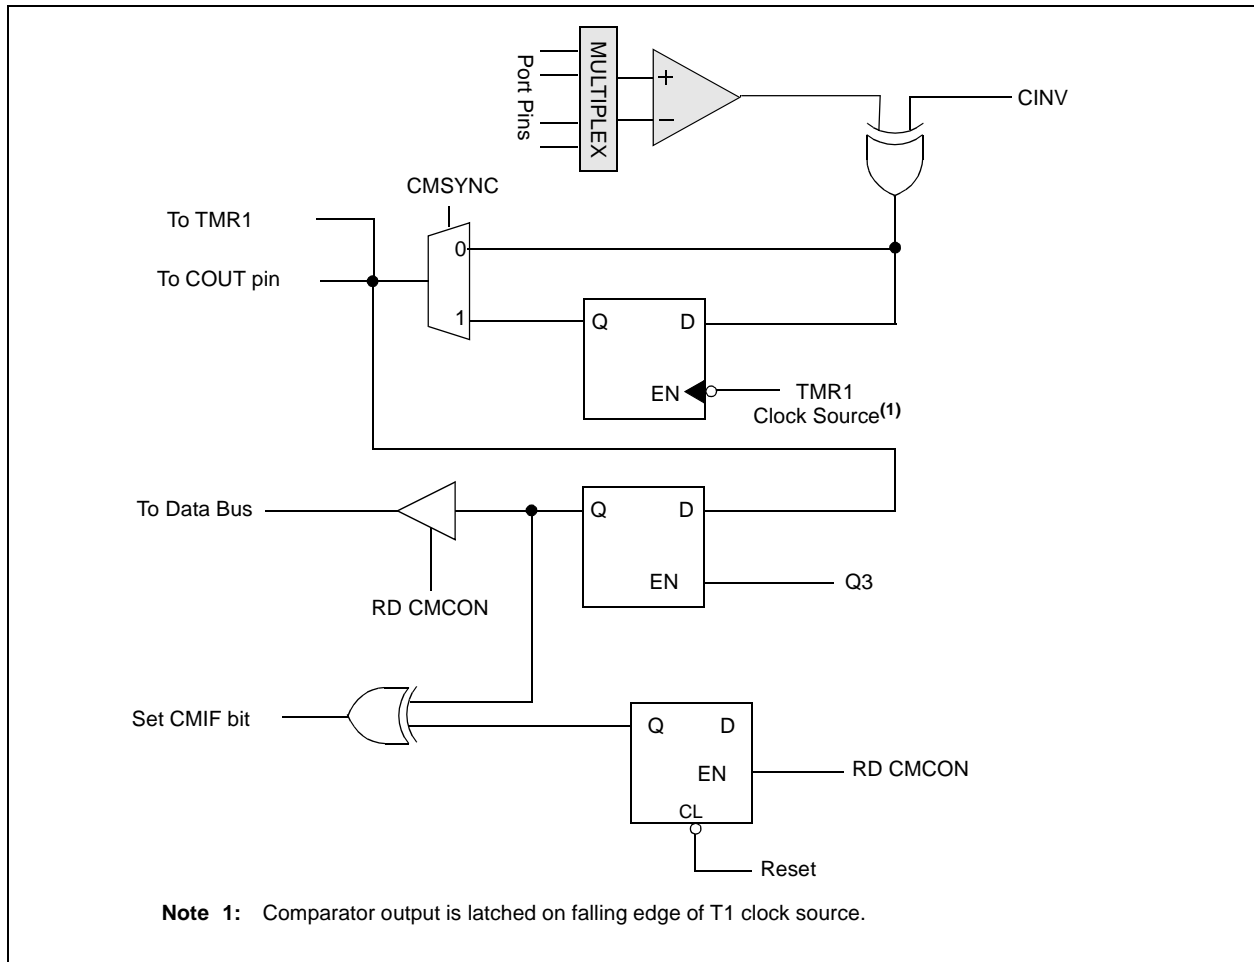 MULTIPLEX
Port Pins
+
−
CINV
CMSYNC
To TMR1
0
To COUT pin
1
Q D
EN
TMR1
Clock Source(1)
To Data Bus
Q D
EN
Q3
RD CMCON
Set CMIF bit
Q D
EN
RD CMCON
CL
Reset
Note 1: Comparator output is latched on falling edge of T1 clock source.